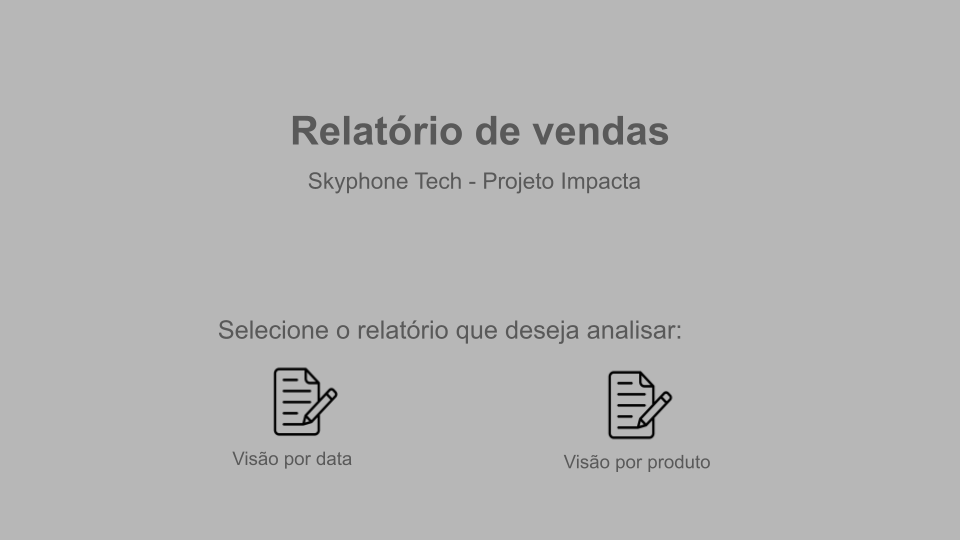 Relatório de vendas
Skyphone Tech - Projeto Impacta
Selecione o relatório que deseja analisar:
Visão por data
Visão por produto